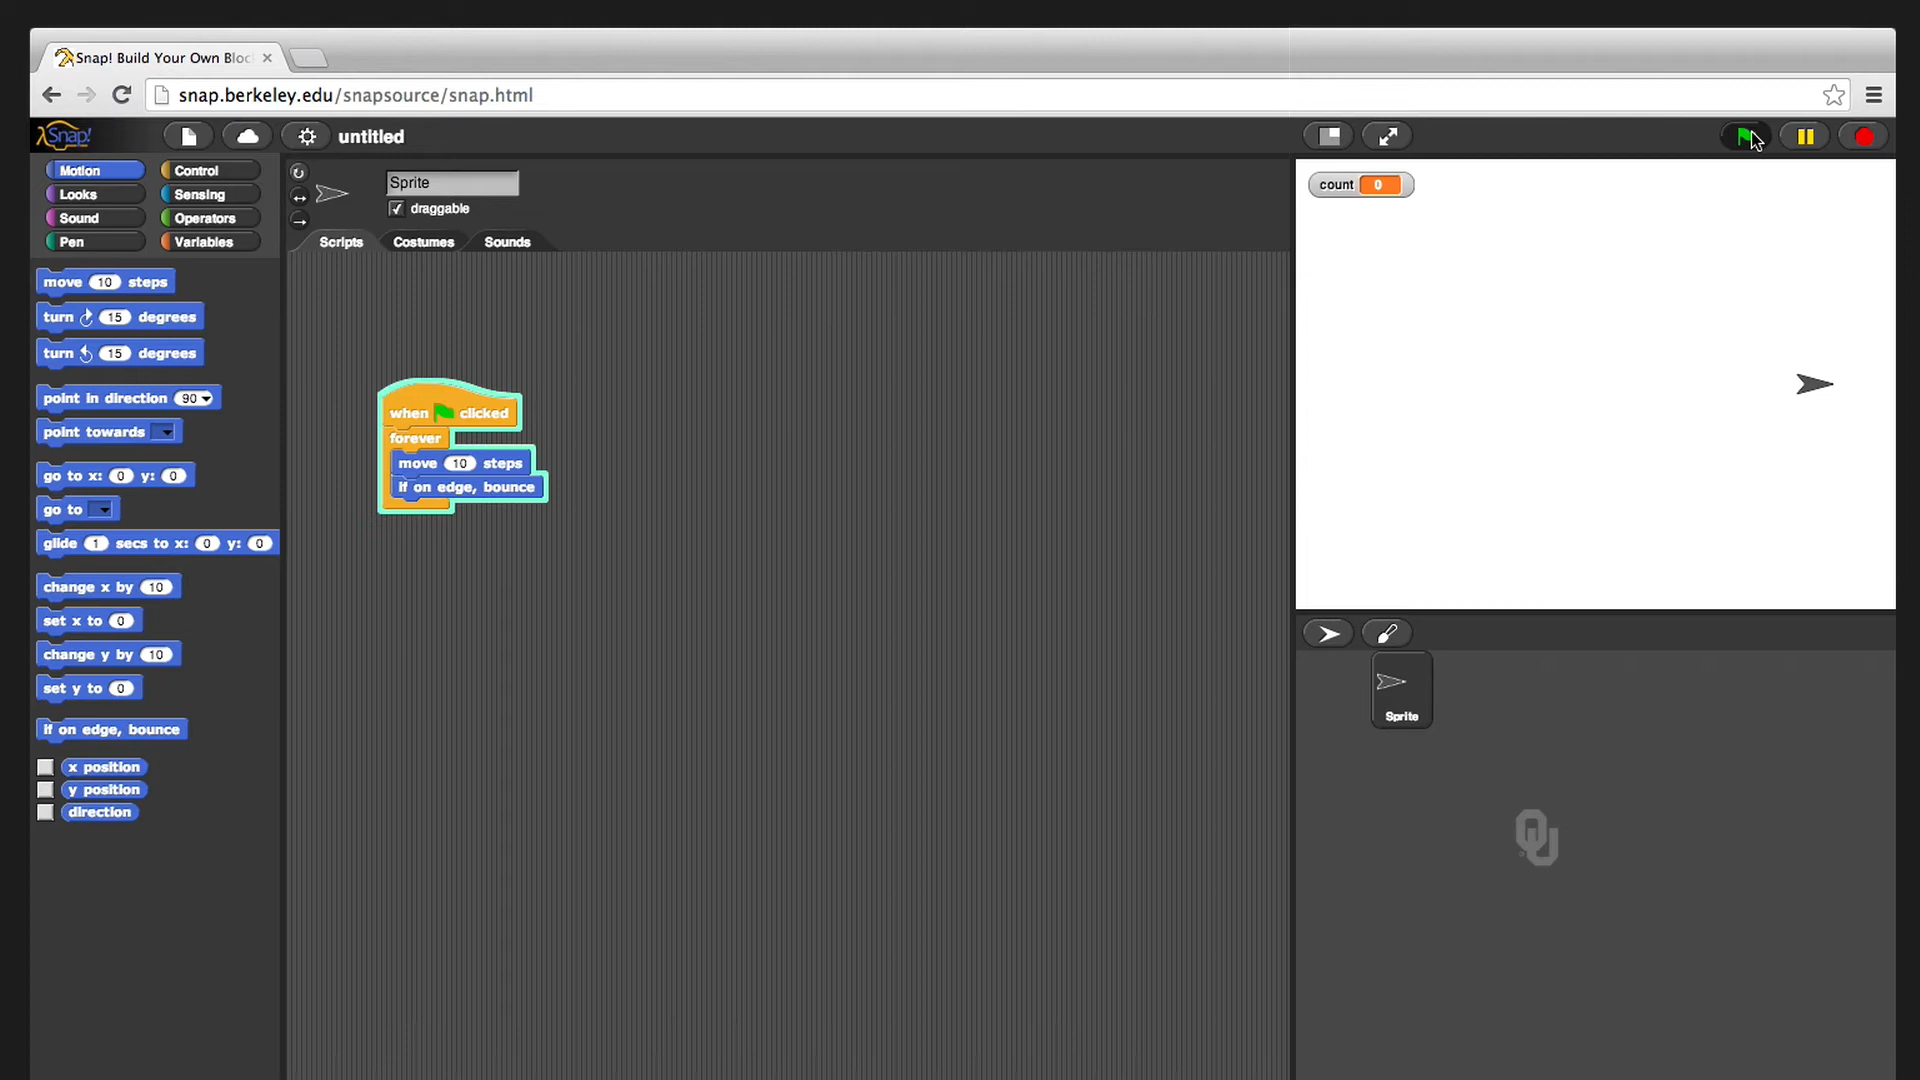 Snap! Build Your Own Bloc
snap.berkeley.edu/snapsource/snap.html
λSnap!
untitled
Motion Control
Looks Sensing
Sound Operators
Pen Variables
Sprite
draggable
Scripts Costumes Sounds
count 0
move 10 steps
turn 15 degrees
turn 15 degrees
point in direction 90
point towards
go to x: 0 y: 0
go to
glide 1 secs to x: 0 y: 0
change x by 10
set x to 0
change y by 10
set y to 0
If on edge, bounce
x position
y position
direction
when clicked
forever
move 10 steps
If on edge, bounce
Sprite
OU